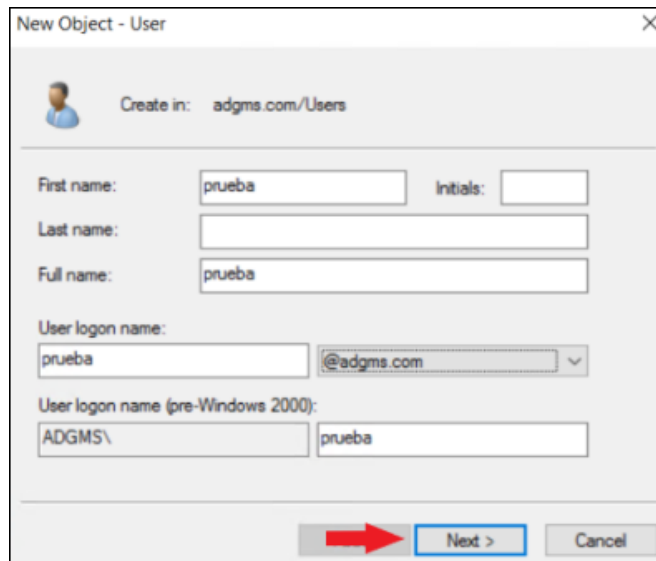 New Object - User
Create in: adgms.com/Users
First name: prueba Initials:
Last name:
Full name: prueba
User logon name:
prueba @adgms.com
User logon name (pre-Windows 2000):
ADGMS\ prueba
Next > Cancel